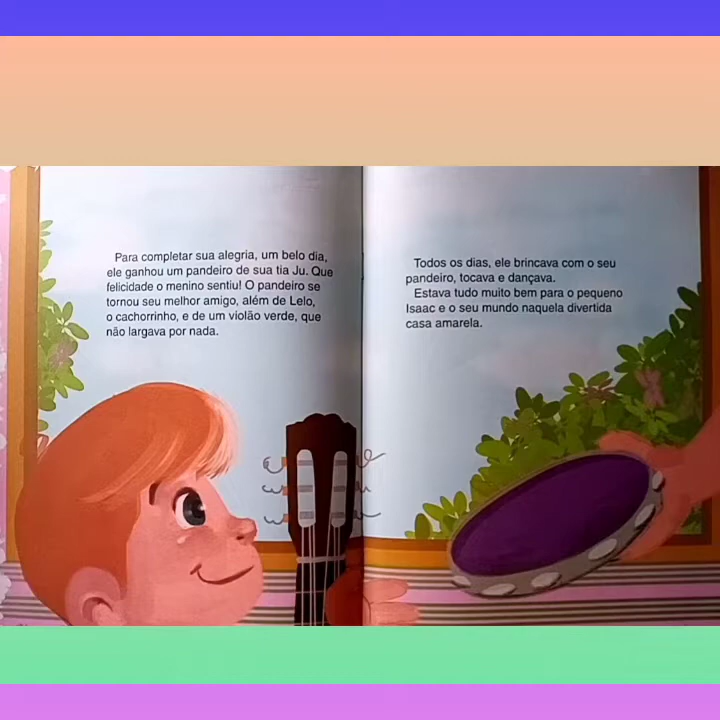 Para completar sua alegria, um belo dia,
ele ganhou um pandeiro de sua tia Ju. Que
felicidade o menino sentiu! O pandeiro se
tornou seu melhor amigo, além de Lelo,
o cachorrinho, e de um violão verde, que
não largava por nada.
Todos os dias, ele brincava com o seu
pandeiro, tocava e dançava.
Estava tudo muito bem para o pequeno
Isaac e o seu mundo naquela divertida
casa amarela.